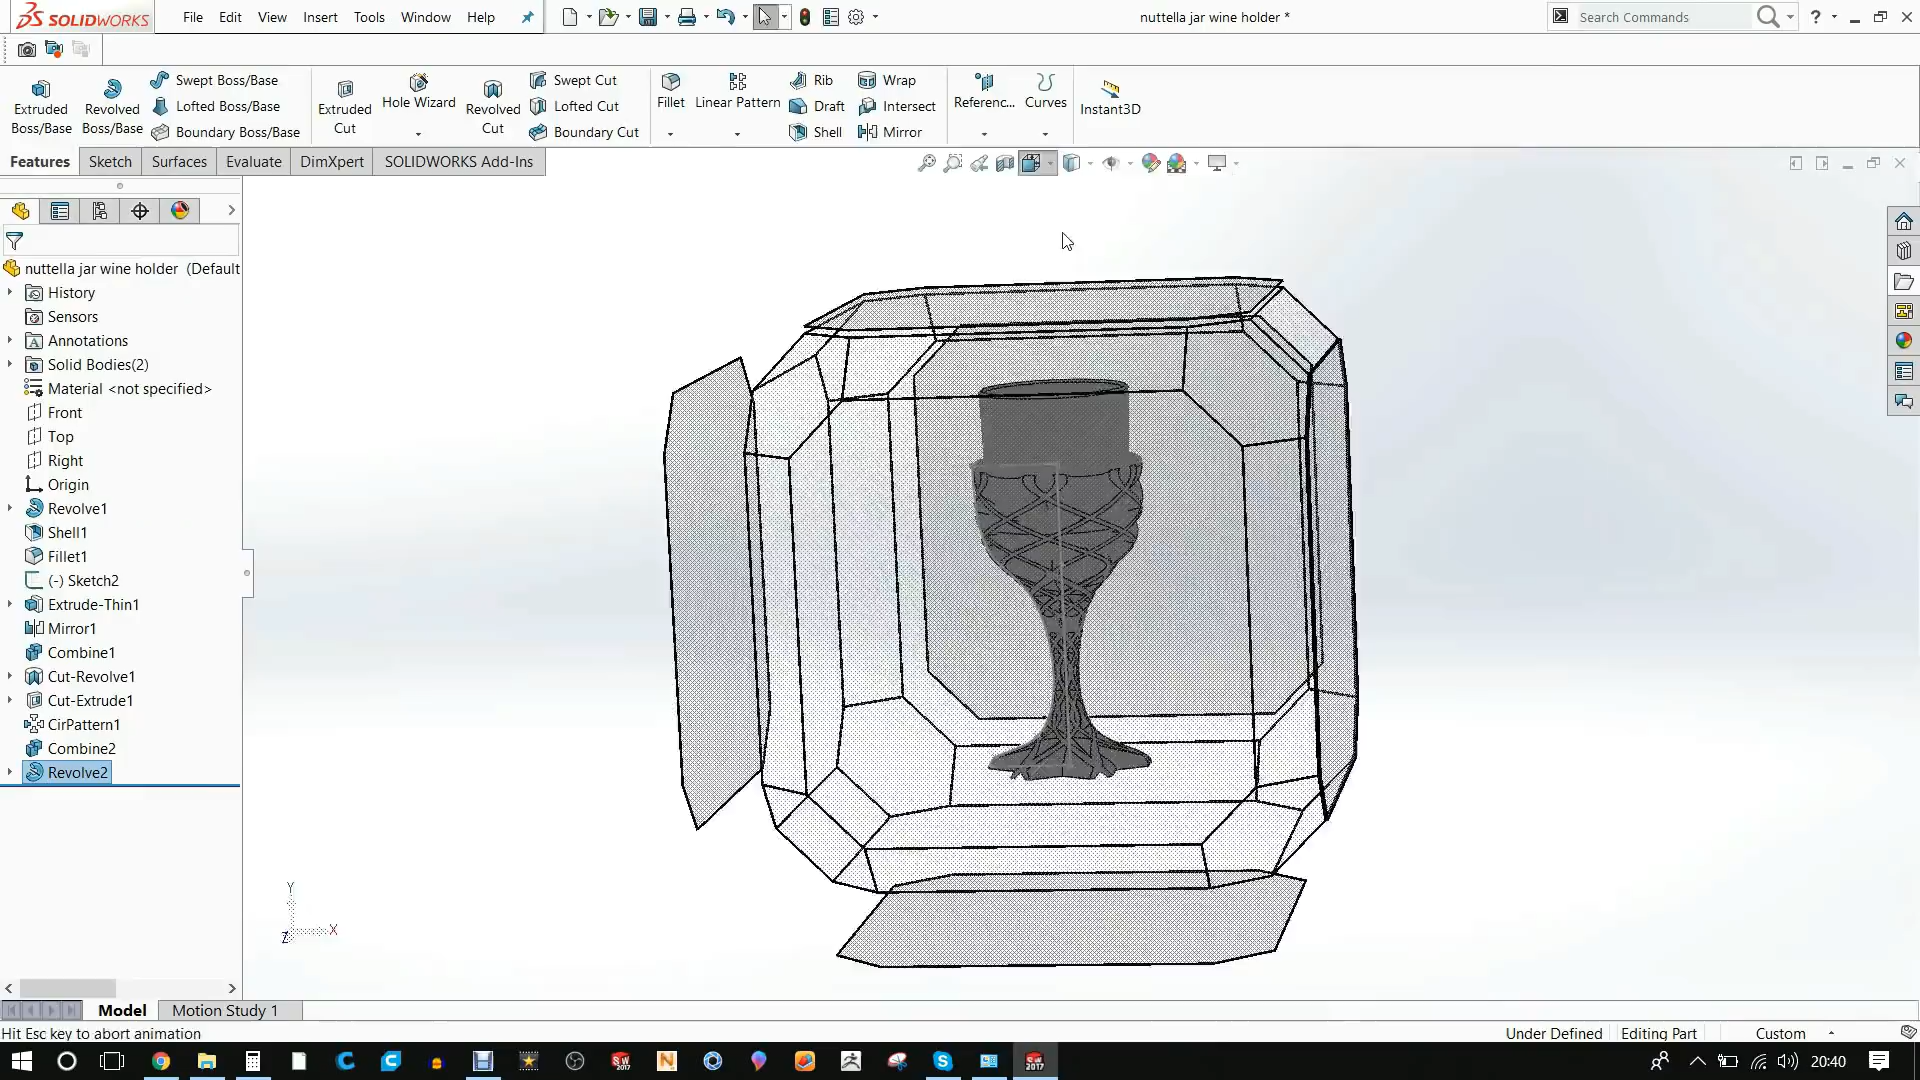 SOLIDWORKS File Edit View Insert Tools Window Help nuttella jar wine holder * Search Commands ?
Extruded Boss/Base
Revolved Boss/Base
Swept Boss/Base
Lofted Boss/Base
Boundary Boss/Base
Extruded Cut
Hole Wizard
Revolved Cut
Swept Cut
Lofted Cut
Boundary Cut
Fillet
Linear Pattern
Rib
Draft
Shell
Wrap
Intersect
Mirror
Referenc...
Curves
Instant3D
Features Sketch Surfaces Evaluate DimXpert SOLIDWORKS Add-Ins
nuttella jar wine holder (Default
History
Sensors
Annotations
Solid Bodies(2)
Material <not specified>
Front
Top
Right
Origin
Revolve1
Shell1
Fillet1
(-) Sketch2
Extrude-Thin1
Mirror1
Combine1
Cut-Revolve1
Cut-Extrude1
CirPattern1
Combine2
Revolve2
Y
Z X
Model Motion Study 1
Hit Esc key to abort animation Under Defined Editing Part Custom
20:40